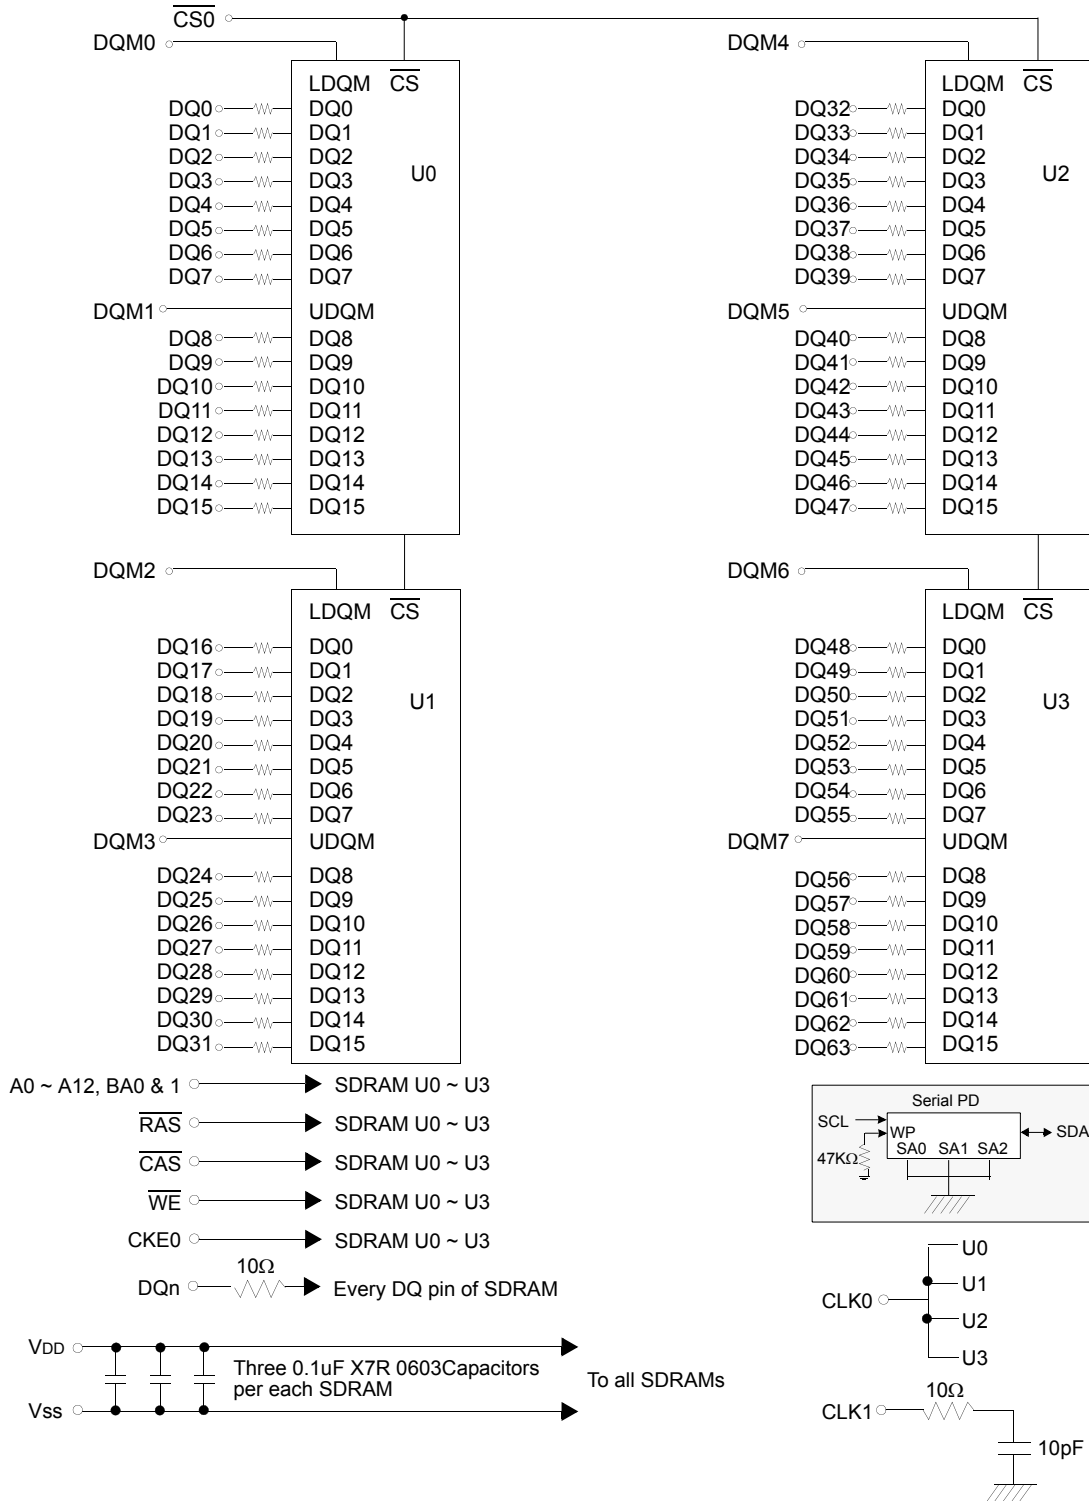 CS0
DQM0
LDQM CS
DQ0 DQ0
DQ1 DQ1
DQ2 DQ2
U0
DQ3 DQ3
DQ4 DQ4
DQ5 DQ5
DQ6 DQ6
DQ7 DQ7
DQM1 UDQM
DQ8 DQ8
DQ9 DQ9
DQ10 DQ10
DQ11 DQ11
DQ12 DQ12
DQ13 DQ13
DQ14 DQ14
DQ15 DQ15
DQM4
LDQM CS
DQ32 DQ0
DQ33 DQ1
DQ34 DQ2
U2
DQ35 DQ3
DQ36 DQ4
DQ37 DQ5
DQ38 DQ6
DQ39 DQ7
DQM5 UDQM
DQ40 DQ8
DQ41 DQ9
DQ42 DQ10
DQ43 DQ11
DQ44 DQ12
DQ45 DQ13
DQ46 DQ14
DQ47 DQ15
DQM2
LDQM CS
DQ16 DQ0
DQ17 DQ1
DQ18 DQ2
U1
DQ19 DQ3
DQ20 DQ4
DQ21 DQ5
DQ22 DQ6
DQ23 DQ7
DQM3 UDQM
DQ24 DQ8
DQ25 DQ9
DQ26 DQ10
DQ27 DQ11
DQ28 DQ12
DQ29 DQ13
DQ30 DQ14
DQ31 DQ15
DQM6
LDQM CS
DQ48 DQ0
DQ49 DQ1
DQ50 DQ2
U3
DQ51 DQ3
DQ52 DQ4
DQ53 DQ5
DQ54 DQ6
DQ55 DQ7
DQM7 UDQM
DQ56 DQ8
DQ57 DQ9
DQ58 DQ10
DQ59 DQ11
DQ60 DQ12
DQ61 DQ13
DQ62 DQ14
DQ63 DQ15
A0 ~ A12, BA0 & 1 SDRAM U0 ~ U3
RAS SDRAM U0 ~ U3
CAS SDRAM U0 ~ U3
WE SDRAM U0 ~ U3
CKE0 SDRAM U0 ~ U3
10Ω
DQn Every DQ pin of SDRAM
VDD
Three 0.1uF X7R 0603Capacitors
per each SDRAM
To all SDRAMs
Vss
Serial PD
SCL
WP
SDA
47KΩ
SA0 SA1 SA2
U0
U1
CLK0
U2
U3
10Ω
CLK1
10pF